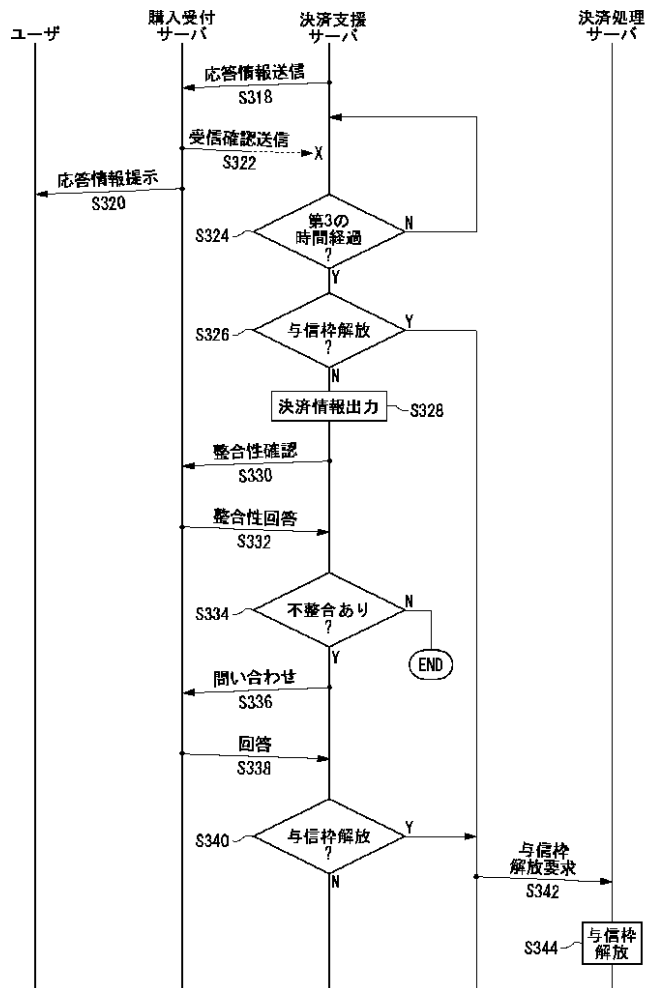 ユーザ
購入受付
サーバ
決済支援
サーバ
決済処理
サーバ
応答情報送信
S318
受信確認送信
S322
X
応答情報提示
S320
第3の
時間経過
?
S324
N
Y
与信枠解放
?
S326
Y
N
決済情報出力
S328
整合性確認
S330
整合性回答
S332
不整合あり
?
S334
N
Y
END
問い合わせ
S336
回答
S338
与信枠解放
?
S340
Y
N
与信枠
解放要求
S342
与信枠
解放
S344